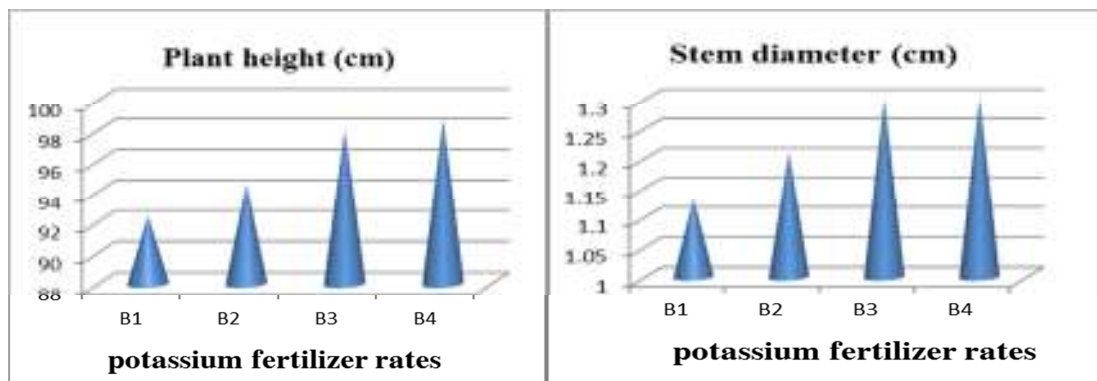 Plant height (cm)
100
98
96
94
92
90
88
B1 B2 B3 B4
potassium fertilizer rates
Stem diameter (cm)
1.3
1.25
1.2
1.15
1.1
1.05
1
B1 B2 B3 B4
potassium fertilizer rates